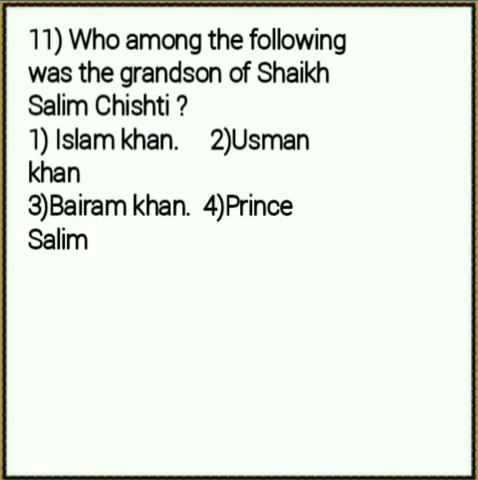 11) Who among the following
was the grandson of Shaikh
Salim Chishti ?
1) Islam khan.    2)Usman
khan
3)Bairam khan.  4)Prince
Salim